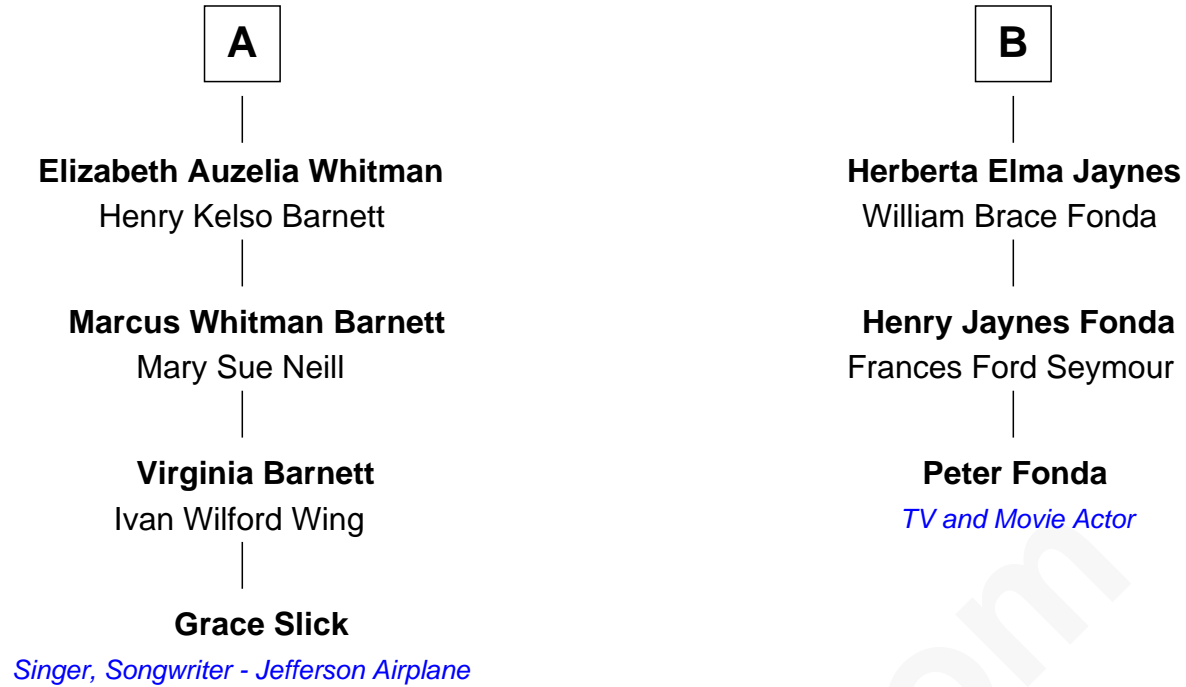 A
Elizabeth Auzelia Whitman
Henry Kelso Barnett
Marcus Whitman Barnett
Mary Sue Neill
Virginia Barnett
Ivan Wilford Wing
Grace Slick
Singer, Songwriter - Jefferson Airplane
B
Herberta Elma Jaynes
William Brace Fonda
Henry Jaynes Fonda
Frances Ford Seymour
Peter Fonda
TV and Movie Actor
om